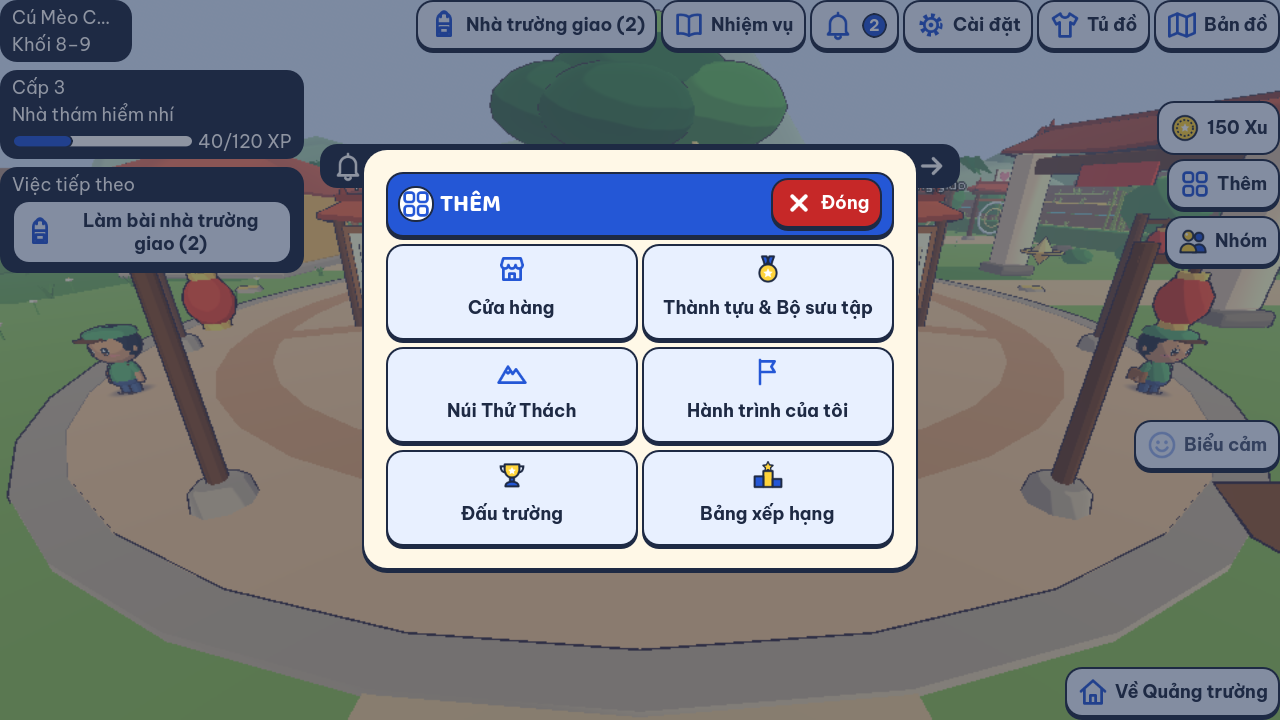 Cú Mèo C...
Khối 8–9
Nhà trường giao (2)
Nhiệm vụ
2
Cài đặt
Tủ đồ
Bản đồ
Cấp 3
Nhà thám hiểm nhí
40/120 XP
Việc tiếp theo
Làm bài nhà trường
giao (2)
150 Xu
Thêm
Nhóm
THÊM
Đóng
Cửa hàng
Thành tựu & Bộ sưu tập
Núi Thử Thách
Hành trình của tôi
Đấu trường
Bảng xếp hạng
Biểu cảm
Về Quảng trường